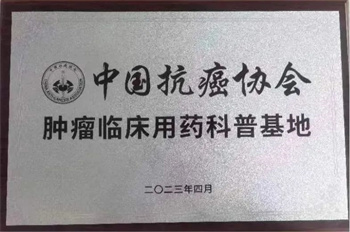 中国抗癌协会
肿瘤临床用药科普基地
二〇二三年四月